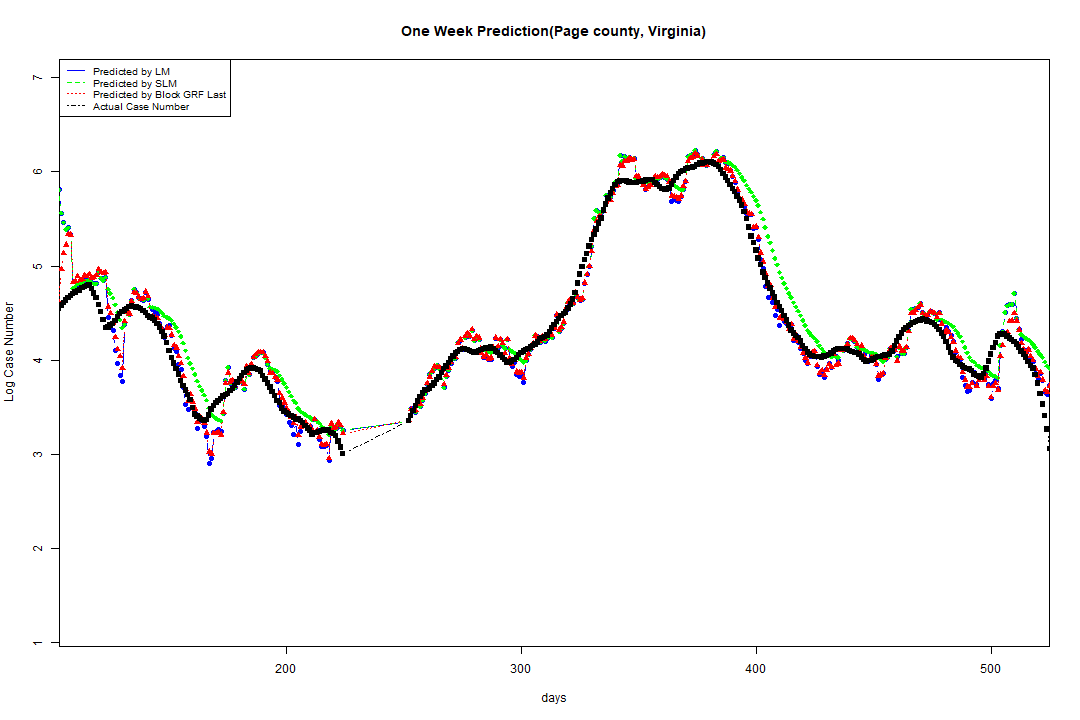 One Week Prediction(Page county, Virginia)
Predicted by LM
Predicted by SLM
Predicted by Block GRF Last
Actual Case Number
7
6
5
4
3
2
1
Log Case Number
200
300
400
500
days